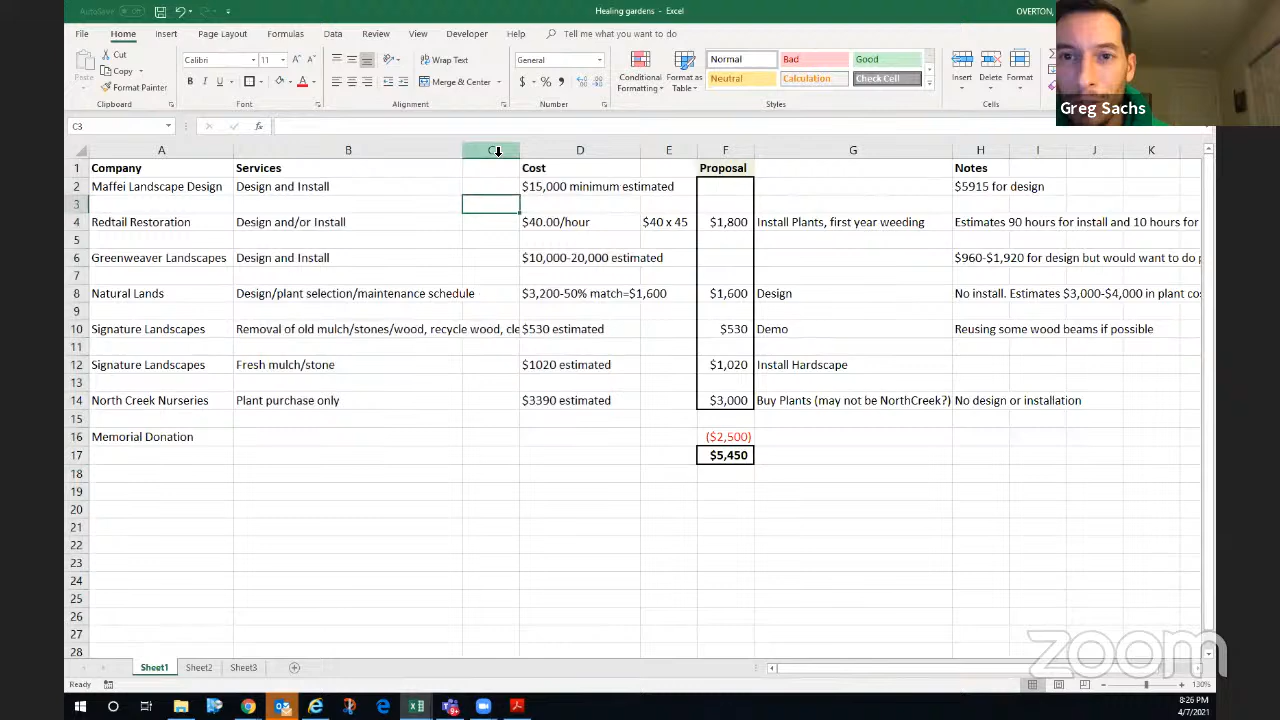 AutoSave Off
Healing gardens - Excel
OVERTON,
File Home Insert Page Layout Formulas Data Review View Developer Help Tell me what you want to do
Paste
Cut
Copy
Format Painter
Clipboard
Calibri 11
B I U
Font
Wrap Text
Merge & Center
Alignment
General
$ % ,
Number
Conditional Formatting
Format as Table
Normal Bad Good
Neutral Calculation Check Cell
Styles
Insert Delete Format
Cells
Greg Sachs
C3 fx
A B C D E F G H I J K
1 Company Services Cost Proposal Notes
2 Maffei Landscape Design Design and Install $15,000 minimum estimated $5915 for design
3
4 Redtail Restoration Design and/or Install $40.00/hour $40 x 45 $1,800 Install Plants, first year weeding Estimates 90 hours for install and 10 hours for
5
6 Greenweaver Landscapes Design and Install $10,000-20,000 estimated $960-$1,920 for design but would want to do
7
8 Natural Lands Design/plant selection/maintenance schedule $3,200-50% match=$1,600 $1,600 Design No install. Estimates $3,000-$4,000 in plant
9
10 Signature Landscapes Removal of old mulch/stones/wood, recycle wood, cle $530 estimated $530 Demo Reusing some wood beams if possible
11
12 Signature Landscapes Fresh mulch/stone $1020 estimated $1,020 Install Hardscape
13
14 North Creek Nurseries Plant purchase only $3390 estimated $3,000 Buy Plants (may not be NorthCreek?) No design or installation
15
16 Memorial Donation ($2,500)
17 $5,450
18
19
20
21
22
23
24
25
26
27
28
zoom
Sheet1 Sheet2 Sheet3
Ready
130%
8:26 PM
4/7/2021